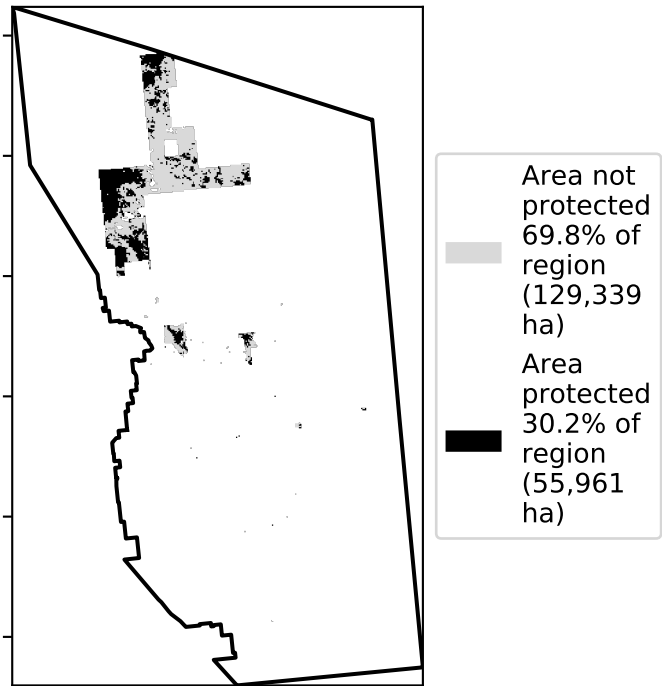 Area not
protected
69.8% of
region
(129,339
ha)
Area
protected
30.2% of
region
(55,961
ha)